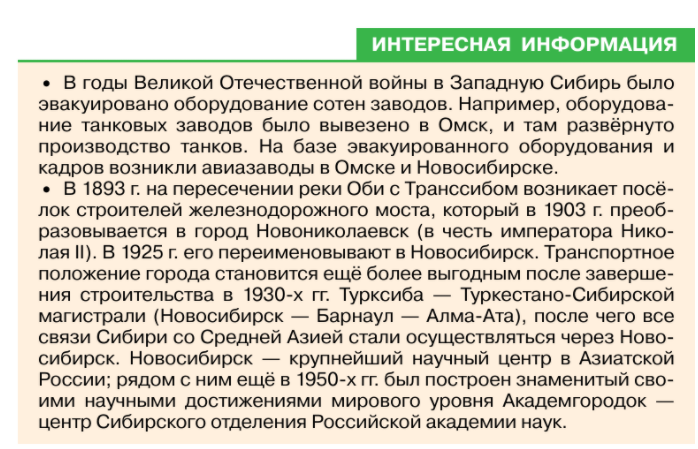 ИНТЕРЕСНАЯ ИНФОРМАЦИЯ
• В годы Великой Отечественной войны в Западную Сибирь было
эвакуировано оборудование сотен заводов. Например, оборудова-
ние танковых заводов было вывезено в Омск, и там развёрнуто
производство танков. На базе эвакуированного оборудования и
кадров возникли авиазаводы в Омске и Новосибирске.
• В 1893 г. на пересечении реки Оби с Транссибом возникает посё-
лок строителей железнодорожного моста, который в 1903 г. преоб-
разовывается в город Новониколаевск (в честь императора Нико-
лая II). В 1925 г. его переименовывают в Новосибирск. Транспортное
положение города становится ещё более выгодным после заверше-
ния строительства в 1930-х гг. Турксиба — Туркестано-Сибирской
магистрали (Новосибирск — Барнаул — Алма-Ата), после чего все
связи Сибири со Средней Азией стали осуществляться через Ново-
сибирск. Новосибирск — крупнейший научный центр в Азиатской
России; рядом с ним ещё в 1950-х гг. был построен знаменитый сво-
ими научными достижениями мирового уровня Академгородок —
центр Сибирского отделения Российской академии наук.